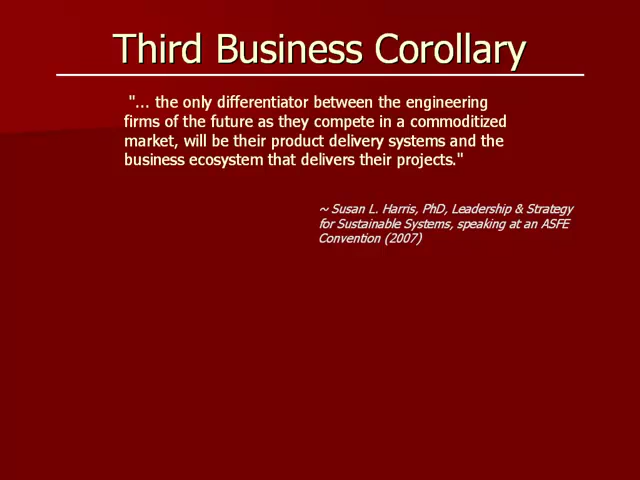 Third Business Corollary
"... the only differentiator between the engineering
firms of the future as they compete in a commoditized
market, will be their product delivery systems and the
business ecosystem that delivers their projects."
~ Susan L. Harris, PhD, Leadership & Strategy
for Sustainable Systems, speaking at an ASFE
Convention (2007)